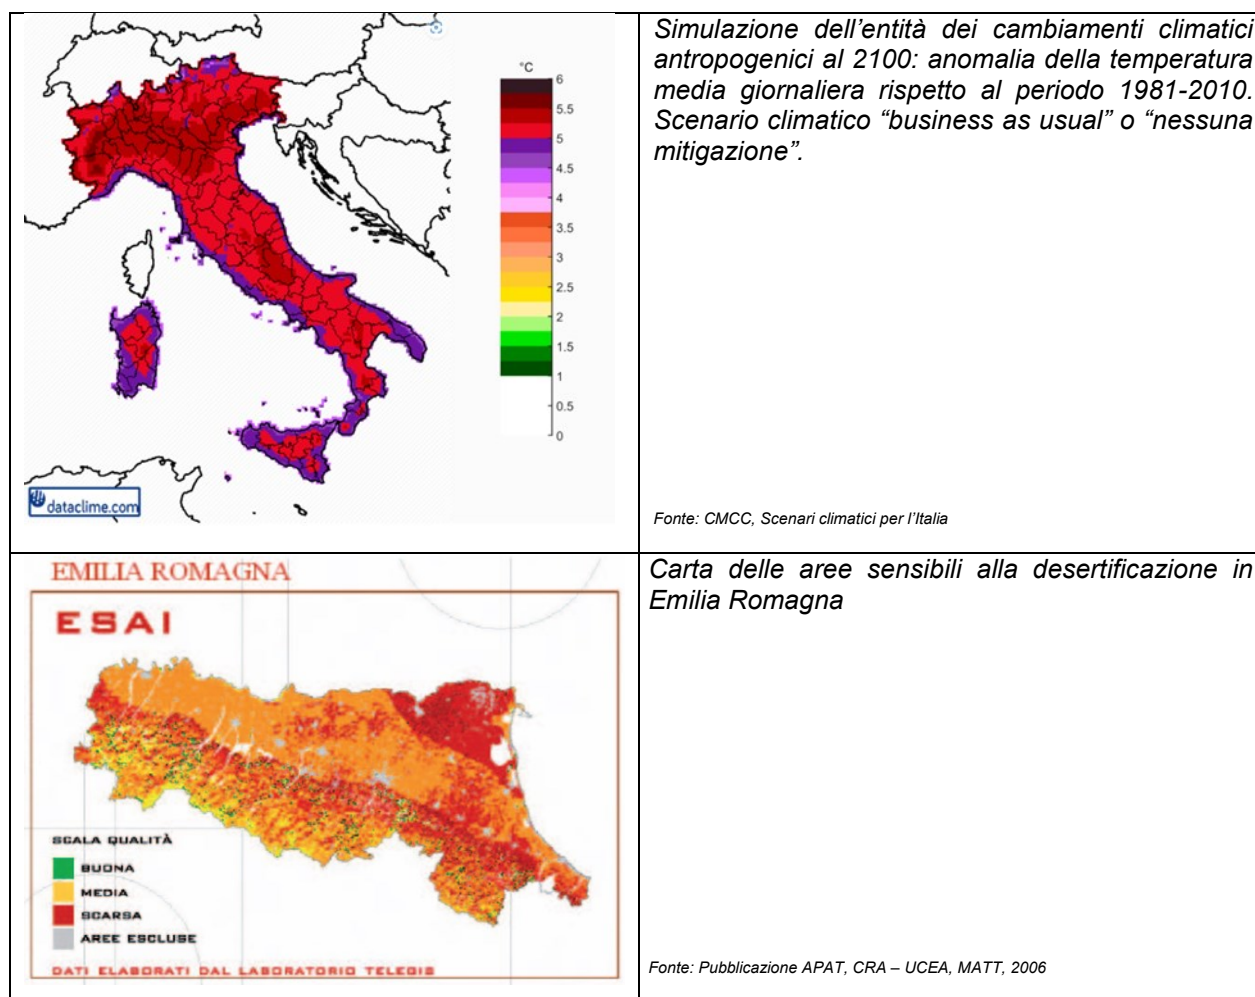 °C
6
5.5
5
4.5
4
3.5
3
2.5
2
1.5
1
0.5
0
dataclime.com
Simulazione dell'entità dei cambiamenti climatici
antropogenici al 2100: anomalia della temperatura
media giornaliera rispetto al periodo 1981-2010.
Scenario climatico "business as usual" o "nessuna
mitigazione".
Fonte: CMCC, Scenari climatici per l'Italia
EMILIA ROMAGNA
ESAI
SCALA QUALITÀ
BUONA
MEDIA
SCARSA
AREE ESCLUSE
DATI ELABORATI DAL LABORATORIO TELEGIS
Carta delle aree sensibili alla desertificazione in
Emilia Romagna
Fonte: Pubblicazione APAT, CRA – UCEA, MATT, 2006